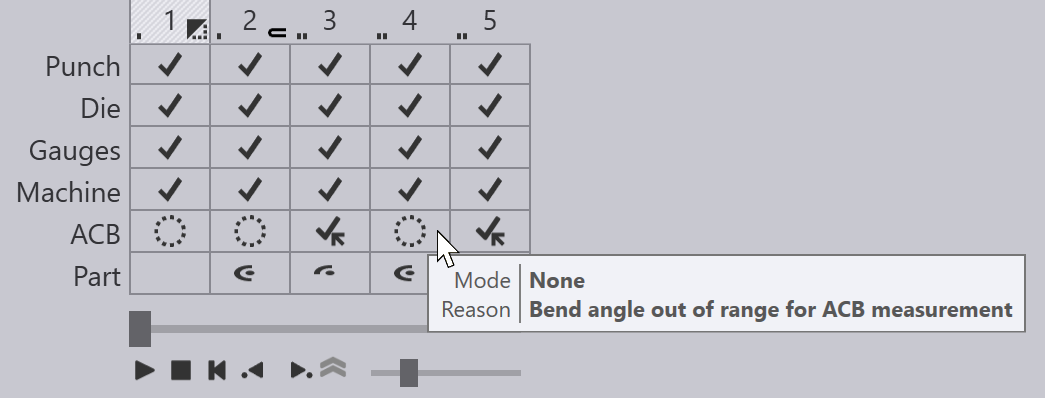 1 2 3 4 5
Punch
Die
Gauges
Machine
ACB
Part
Mode None
Reason Bend angle out of range for ACB measurement